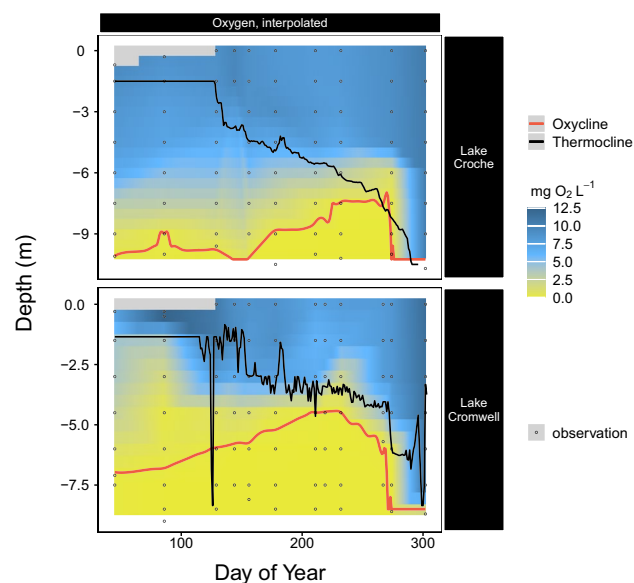 Oxygen, interpolated
0
−3
−6
−9
Lake
Croche
0.0
−2.5
−5.0
−7.5
Lake
Cromwell
Depth (m)
100
200
300
Day of Year
Oxycline
Thermocline
mg O₂ L⁻¹
12.5
10.0
7.5
5.0
2.5
0.0
observation